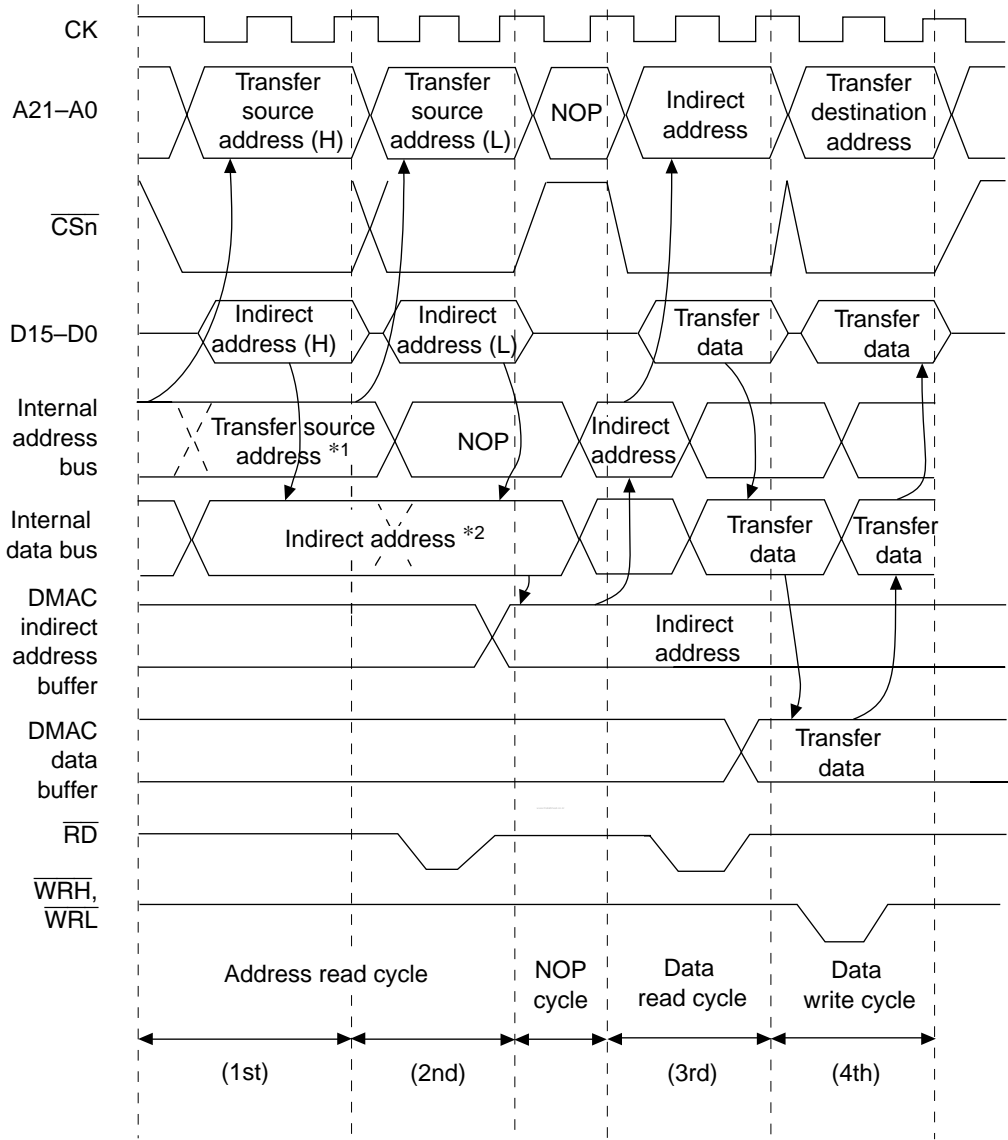 CK
A21–A0
Transfer
source
address (H)
Transfer
source
address (L)
NOP
Indirect
address
Transfer
destination
address
CSn
D15–D0
Indirect
address (H)
Indirect
address (L)
Transfer
data
Transfer
data
Internal
address
bus
Transfer source
address *1
NOP
Indirect
address
Internal
data bus
Indirect address *2
Transfer
data
Transfer
data
DMAC
indirect
address
buffer
Indirect
address
DMAC
data
buffer
Transfer
data
RD
WRH,
WRL
Address read cycle
NOP
cycle
Data
read cycle
Data
write cycle
(1st)
(2nd)
(3rd)
(4th)